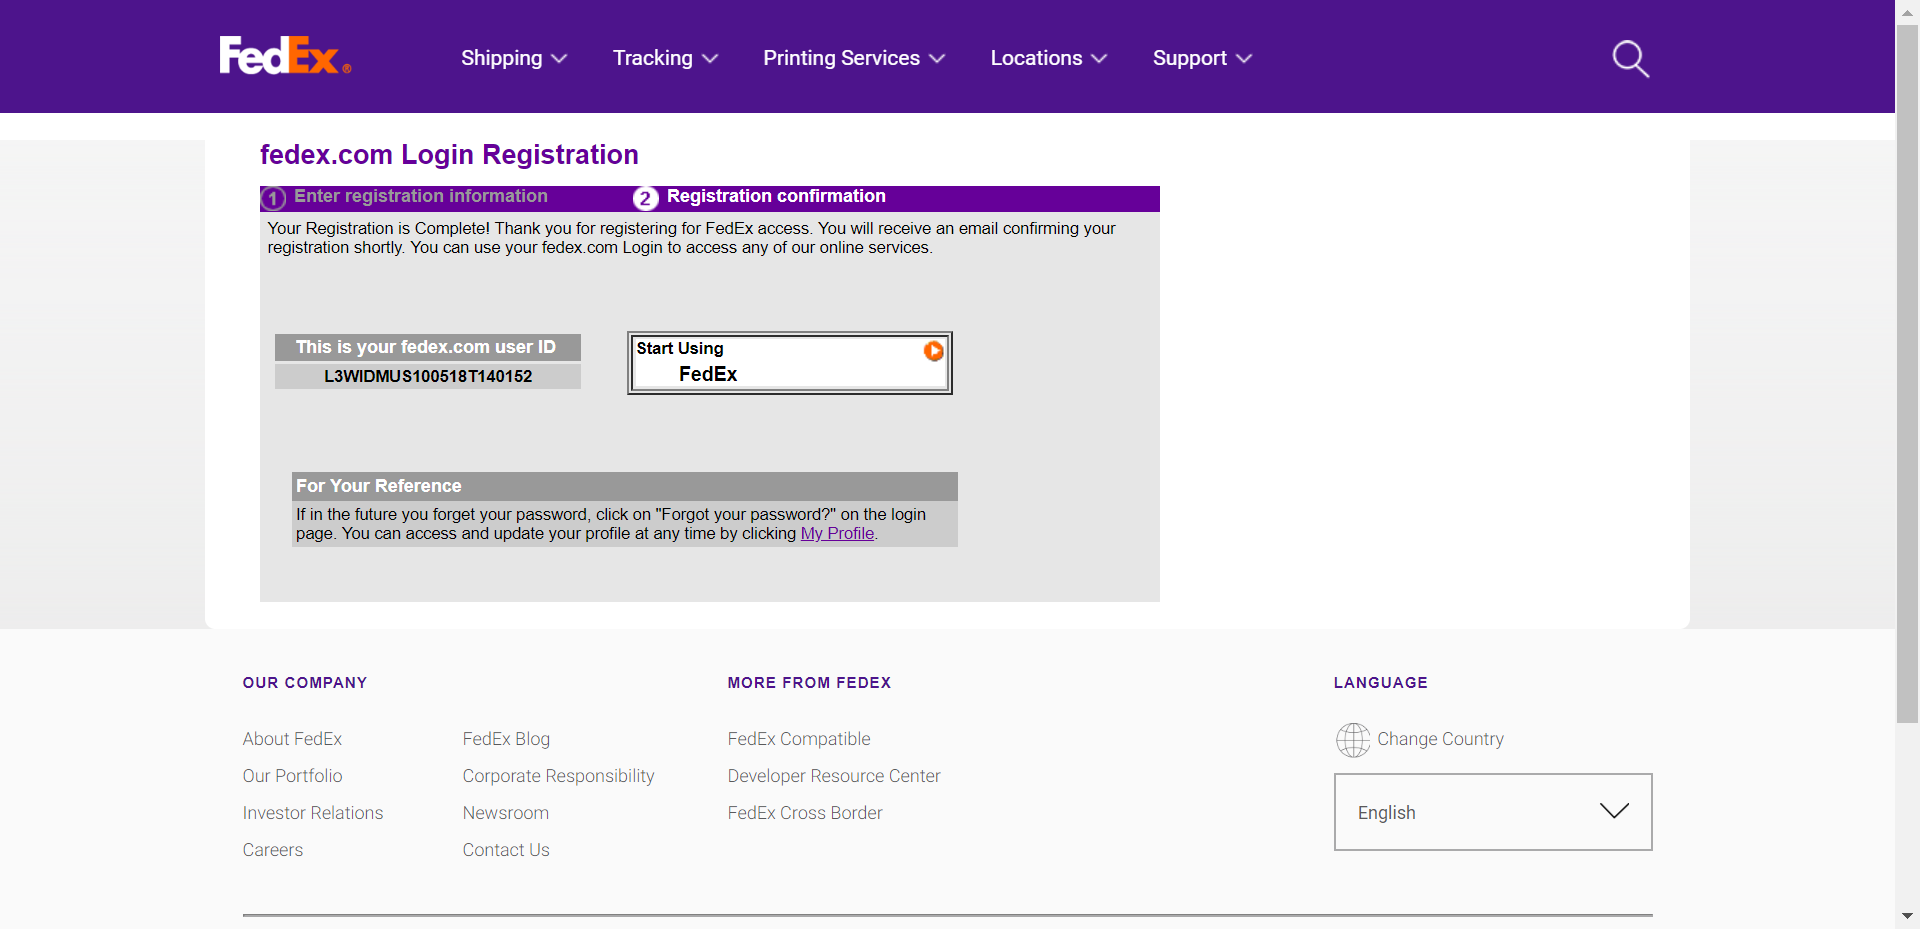 FedEx®
Shipping
Tracking
Printing Services
Locations
Support
fedex.com Login Registration
1 Enter registration information
2 Registration confirmation
Your Registration is Complete! Thank you for registering for FedEx access. You will receive an email confirming your
registration shortly. You can use your fedex.com Login to access any of our online services.
This is your fedex.com user ID
L3WIDMUS100518T140152
Start Using
FedEx
For Your Reference
If in the future you forget your password, click on "Forgot your password?" on the login
page. You can access and update your profile at any time by clicking My Profile.
OUR COMPANY
About FedEx
Our Portfolio
Investor Relations
Careers
FedEx Blog
Corporate Responsibility
Newsroom
Contact Us
MORE FROM FEDEX
FedEx Compatible
Developer Resource Center
FedEx Cross Border
LANGUAGE
Change Country
English